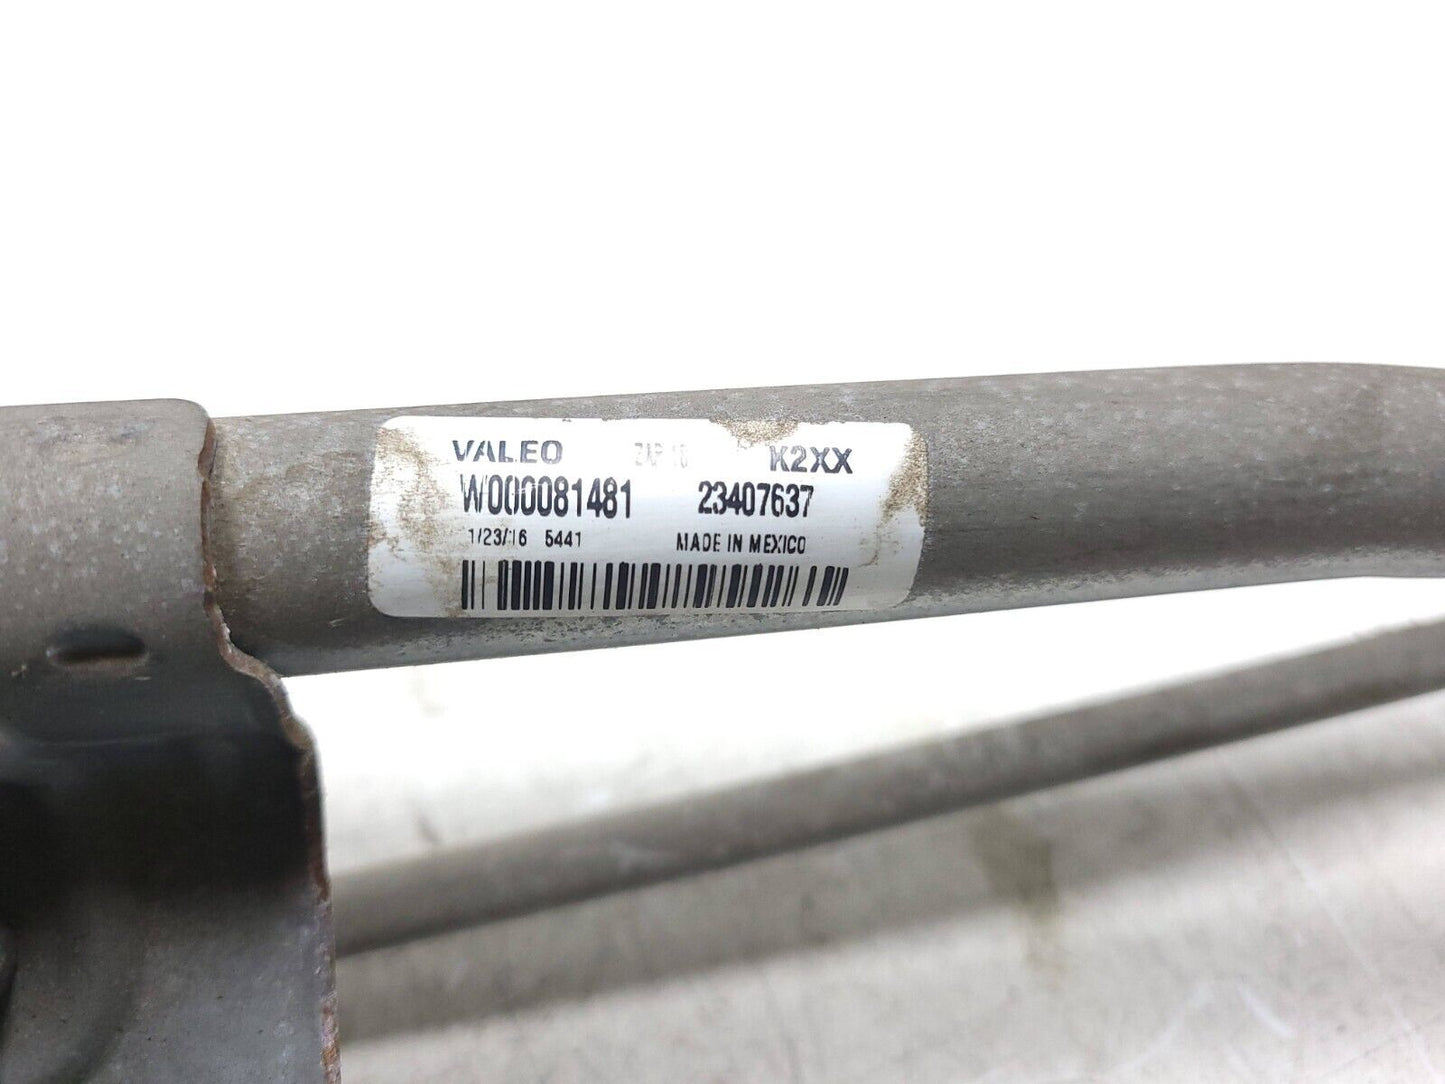 VALEO K2XX
W000081481 23407637
1/23/16 5441 MADE IN MEXICO